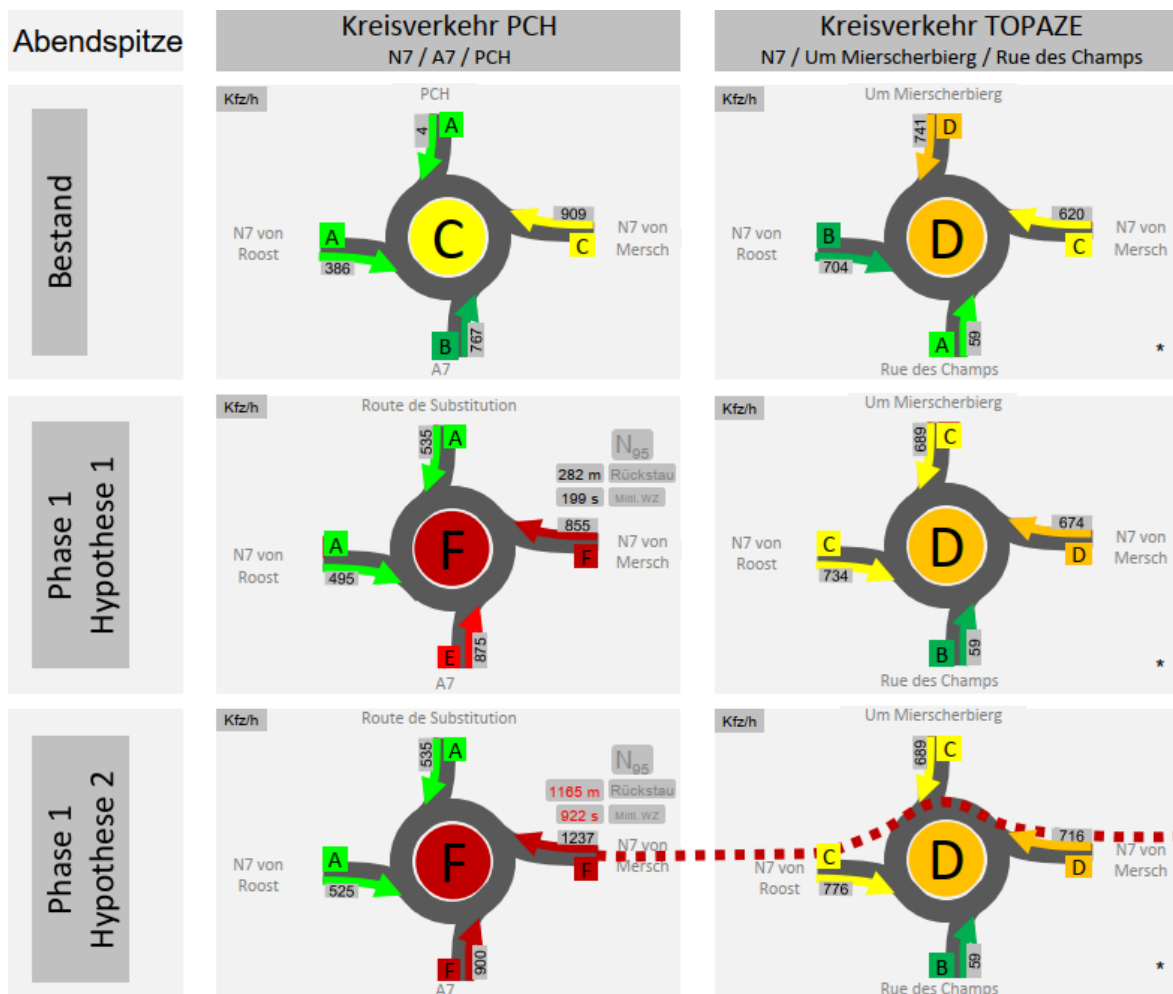 Abendspitze
Kreisverkehr PCH
N7 / A7 / PCH
Kreisverkehr TOPAZE
N7 / Um Mierscherbierg / Rue des Champs
Bestand
Kfz/h
PCH
4
A
909
C
N7 von
Mersch
N7 von
Roost
A
386
C
B
767
A7
Kfz/h
Um Mierscherbierg
741
D
620
C
N7 von
Mersch
B
704
D
A
59
Rue des Champs
*
Phase 1
Hypothese 1
Kfz/h
Route de Substitution
535
A
N95
282 m Rückstau
199 s Mittl. WZ
855
F
N7 von
Mersch
N7 von
Roost
A
495
F
E
875
A7
Kfz/h
Um Mierscherbierg
689
C
674
D
N7 von
Mersch
N7 von
Roost
C
734
D
B
59
Rue des Champs
*
Phase 1
Hypothese 2
Kfz/h
Route de Substitution
535
A
N95
1165 m Rückstau
922 s Mittl. WZ
1237
F
N7 von
Mersch
N7 von
Roost
A
525
F
F
900
A7
Kfz/h
Um Mierscherbierg
689
C
716
D
N7 von
Mersch
N7 von
Roost
C
776
D
B
59
Rue des Champs
*